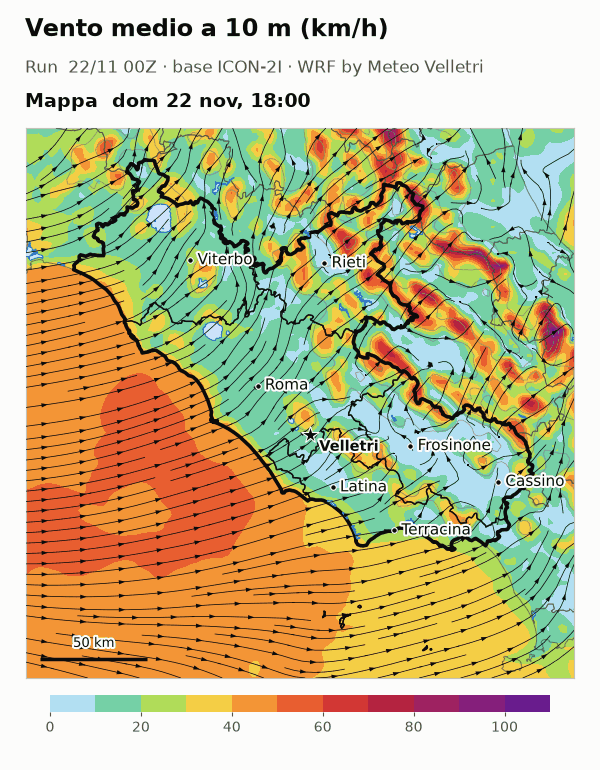 Vento medio a 10 m (km/h)
Run 22/11 00Z · base ICON-2I · WRF by Meteo Velletri
Mappa dom 22 nov, 18:00
Viterbo
Rieti
Roma
Velletri
Frosinone
Cassino
Latina
Terracina
50 km
0 20 40 60 80 100